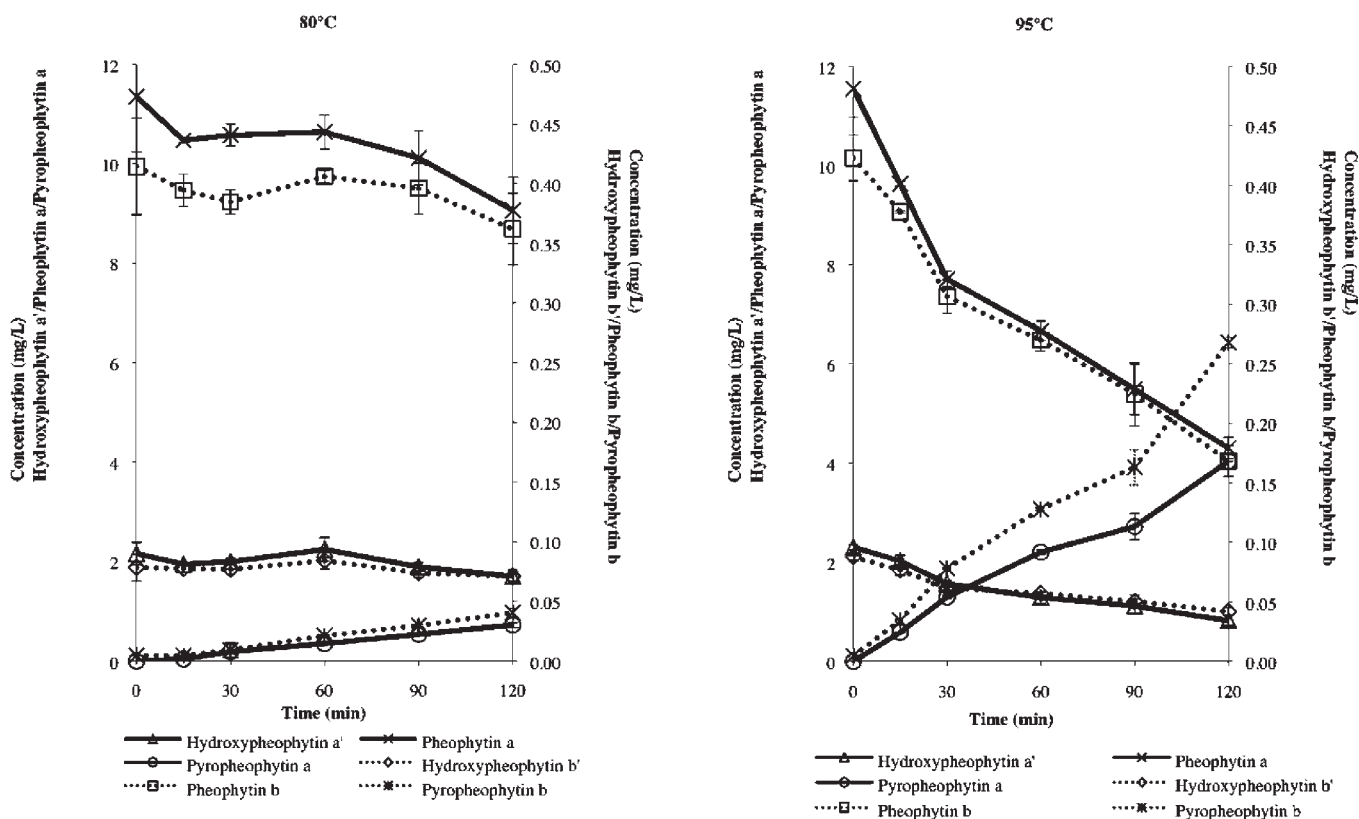 80°C
Concentration (mg/L)
Hydroxypheophytin a'/Pheophytin a/Pyropheophytin a
12
10
8
6
4
2
0
0.50
0.45
0.40
0.35
0.30
0.25
0.20
0.15
0.10
0.05
0.00
Concentration (mg/L)
Hydroxypheophytin b'/Pheophytin b/Pyropheophytin b
0 30 60 90 120
Time (min)
Hydroxypheophytin a' Pheophytin a
Pyropheophytin a Hydroxypheophytin b'
Pheophytin b Pyropheophytin b
95°C
Concentration (mg/L)
Hydroxypheophytin a'/Pheophytin a/Pyropheophytin a
12
10
8
6
4
2
0
0.50
0.45
0.40
0.35
0.30
0.25
0.20
0.15
0.10
0.05
0.00
Concentration (mg/L)
Hydroxypheophytin b'/Pheophytin b/Pyropheophytin b
0 30 60 90 120
Time (min)
Hydroxypheophytin a' Pheophytin a
Pyropheophytin a Hydroxypheophytin b'
Pheophytin b Pyropheophytin b